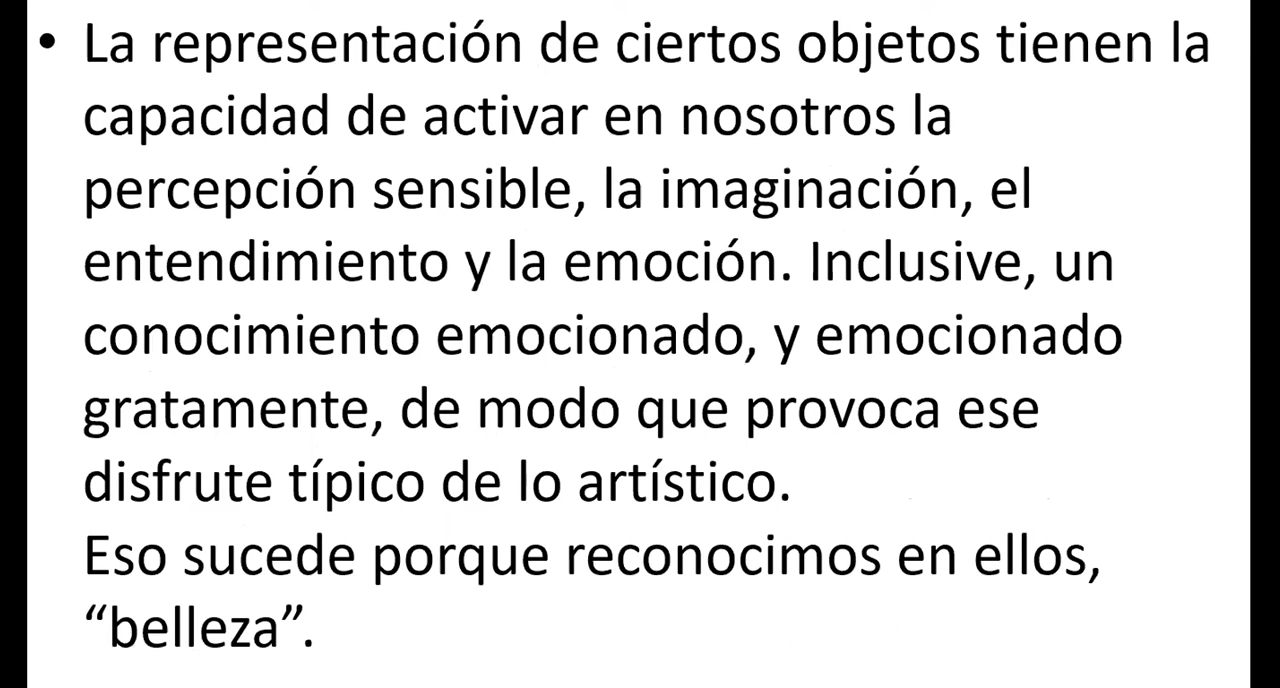 • La representación de ciertos objetos tienen la
capacidad de activar en nosotros la
percepción sensible, la imaginación, el
entendimiento y la emoción. Inclusive, un
conocimiento emocionado, y emocionado
gratamente, de modo que provoca ese
disfrute típico de lo artístico.
Eso sucede porque reconocimos en ellos,
“belleza”.